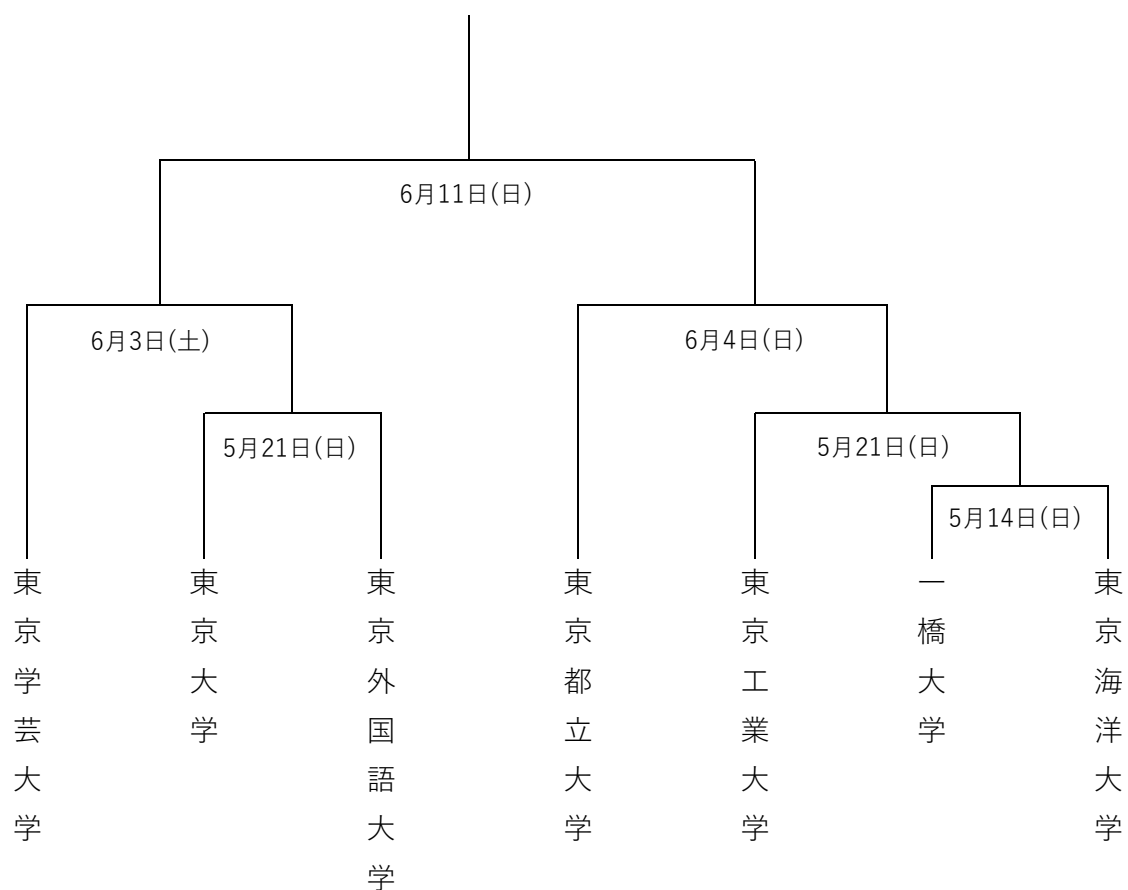 6月11日(日)
6月3日(土)
6月4日(日)
5月21日(日)
5月21日(日)
5月14日(日)
東京学芸大学
東京大学
東京外国語大学
東京都立大学
東京工業大学
一橋大学
東京海洋大学